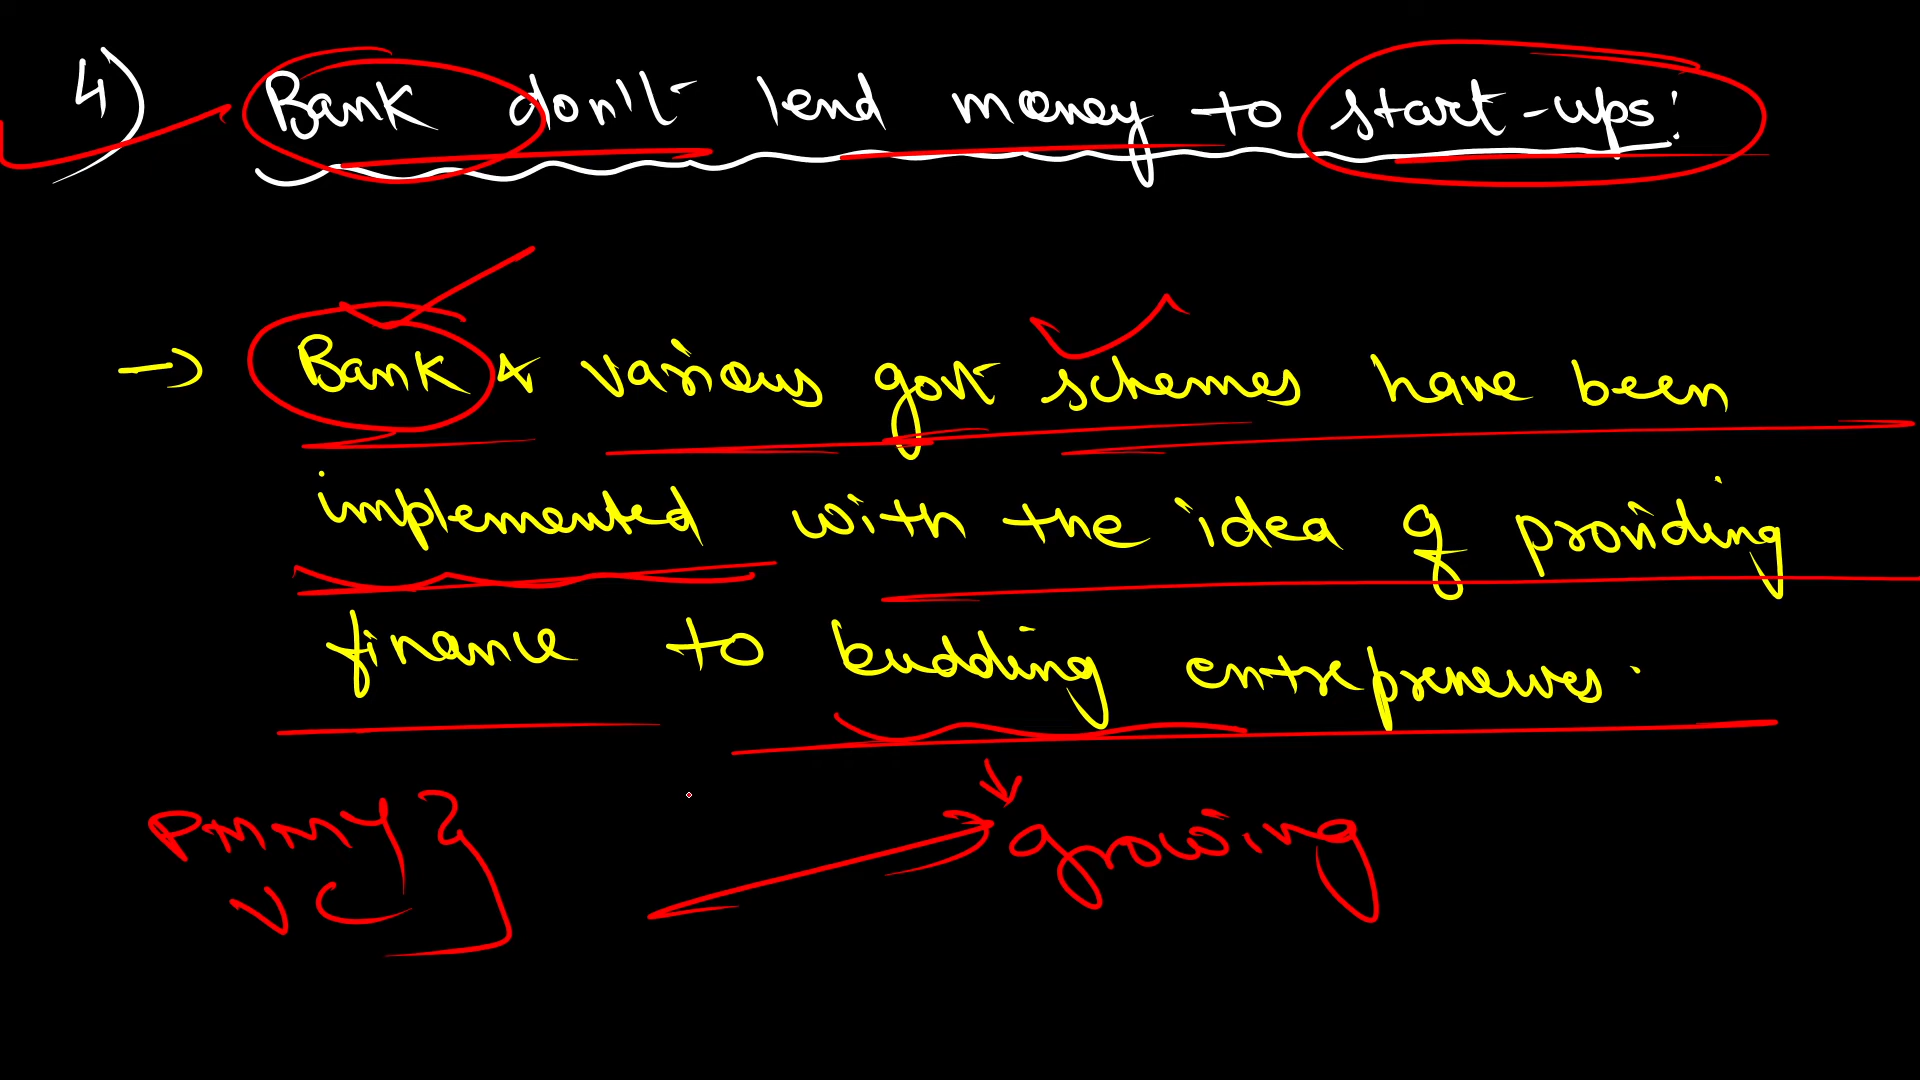 4) Bank don't lend money to start-ups:
→ Bank & various govt schemes have been
implemented with the idea of providing
finance to budding entrepreneurs.
PMMY }
VC
growing